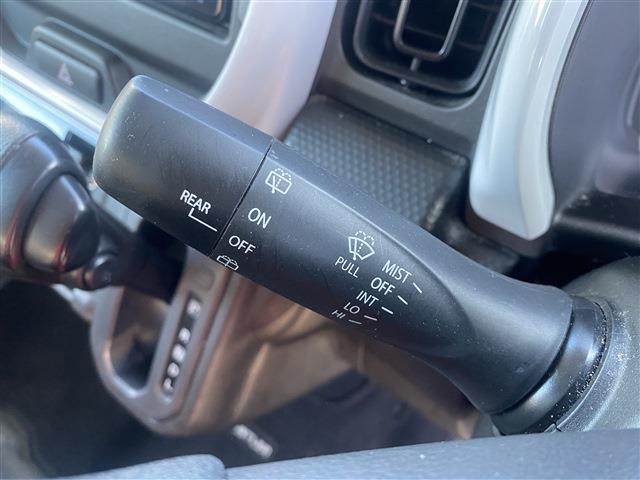 REAR
ON
OFF
PULL
MIST
OFF
INT
LO
HI